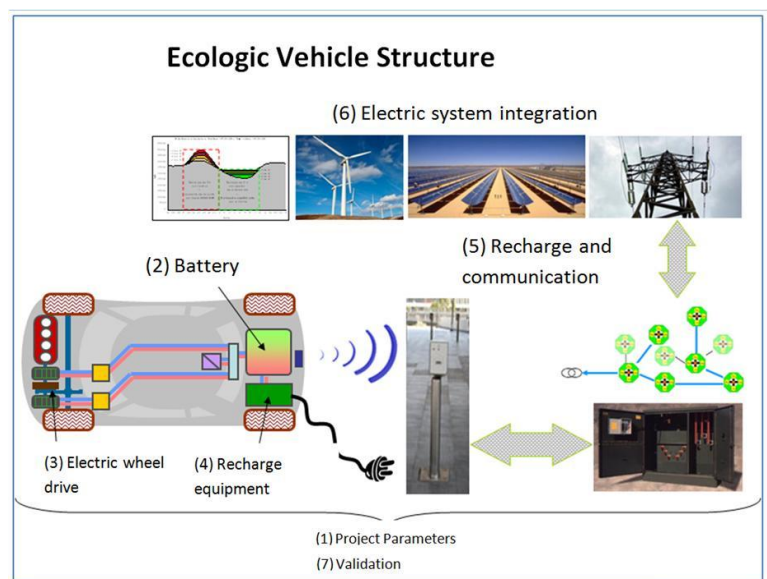 Ecologic Vehicle Structure
(6) Electric system integration
(5) Recharge and
communication
(2) Battery
(3) Electric wheel
drive
(4) Recharge
equipment
(1) Project Parameters
(7) Validation